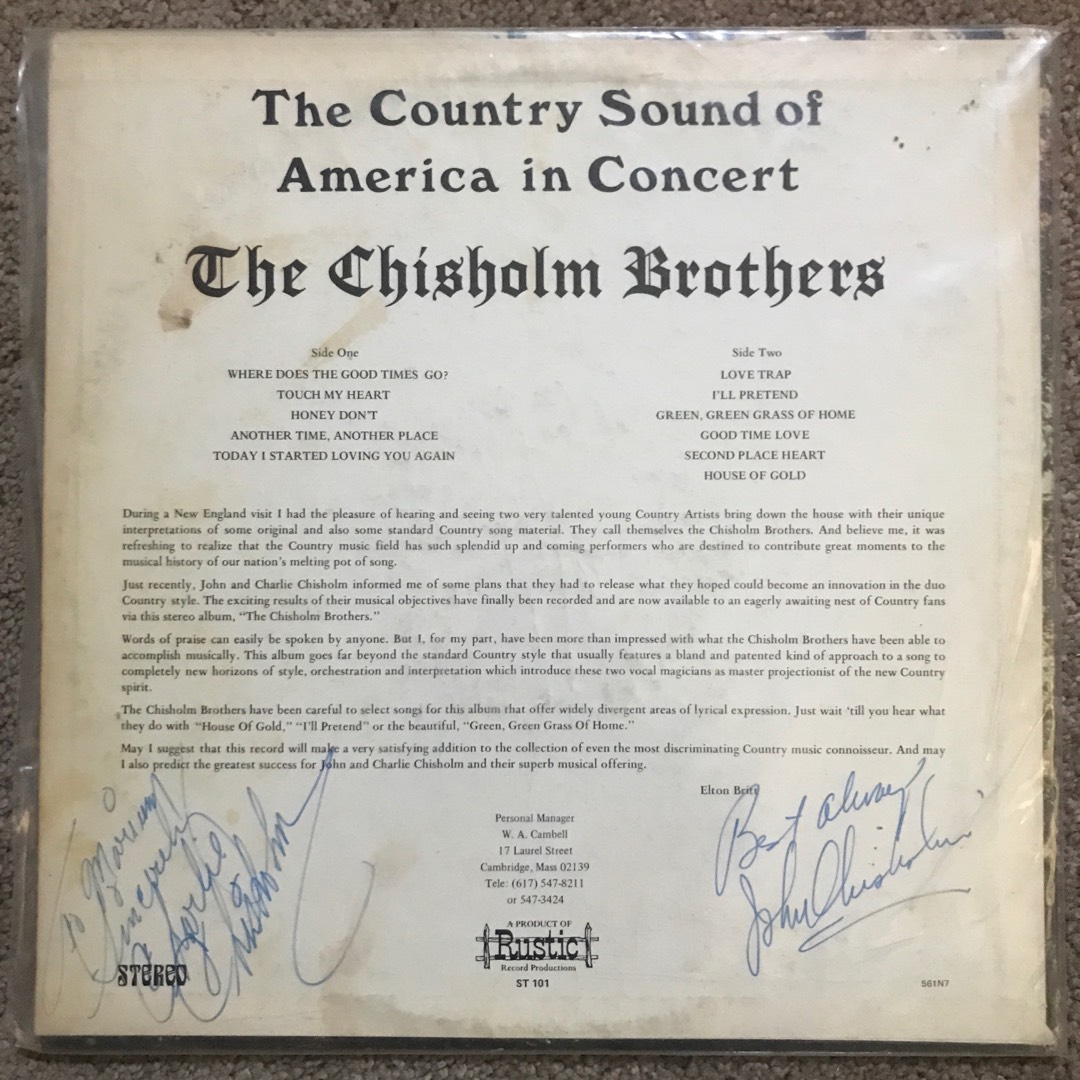 The Country Sound of
America in Concert
The Chisholm Brothers
Side One
WHERE DOES THE GOOD TIMES GO?
TOUCH MY HEART
HONEY DON'T
ANOTHER TIME, ANOTHER PLACE
TODAY I STARTED LOVING YOU AGAIN
Side Two
LOVE TRAP
I'LL PRETEND
GREEN, GREEN GRASS OF HOME
GOOD TIME LOVE
SECOND PLACE HEART
HOUSE OF GOLD
During a New England visit I had the pleasure of hearing and seeing two very talented young Country Artists bring down the house with their unique
interpretations of some original and also some standard Country song material. They call themselves the Chisholm Brothers. And believe me, it was
refreshing to realize that the Country music field has such splendid up and coming performers who are destined to contribute great moments to the
musical history of our nation's melting pot of song.
Just recently, John and Charlie Chisholm informed me of some plans that they had to release what they hoped could become an innovation in the duo
Country style. The exciting results of their musical objectives have finally been recorded and are now available to an eagerly awaiting nest of Country fans
via this stereo album, "The Chisholm Brothers."
Words of praise can easily be spoken by anyone. But I, for my part, have been more than impressed with what the Chisholm Brothers have been able to
accomplish musically. This album goes far beyond the standard Country style that usually features a bland and patented kind of approach to a song to
completely new horizons of style, orchestration and interpretation which introduce these two vocal magicians as master projectionist of the new Country
spirit.
The Chisholm Brothers have been careful to select songs for this album that offer widely divergent areas of lyrical expression. Just wait 'till you hear what
they do with "House Of Gold," "I'll Pretend" or the beautiful, "Green, Green Grass Of Home."
May I suggest that this record will make a very satisfying addition to the collection of even the most discriminating Country music connoisseur. And may
I also predict the greatest success for John and Charlie Chisholm and their superb musical offering.
Elton Britt
To Mariam
Sincerely
Charlie
Chisholm
Personal Manager
W. A. Cambell
17 Laurel Street
Cambridge, Mass 02139
Tele: (617) 547-8211
or 547-3424
Best always
John Chisholm
A PRODUCT OF
Rustic
Record Productions
ST 101
STEREO
561N7